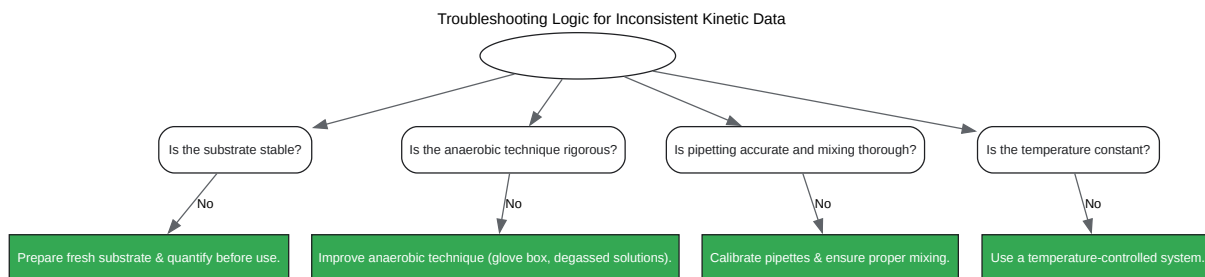 Troubleshooting Logic for Inconsistent Kinetic Data
Is the substrate stable?
Is the anaerobic technique rigorous?
Is pipetting accurate and mixing thorough?
Is the temperature constant?
No
No
No
No
Prepare fresh substrate & quantify before use.
Improve anaerobic technique (glove box, degassed solutions).
Calibrate pipettes & ensure proper mixing.
Use a temperature-controlled system.